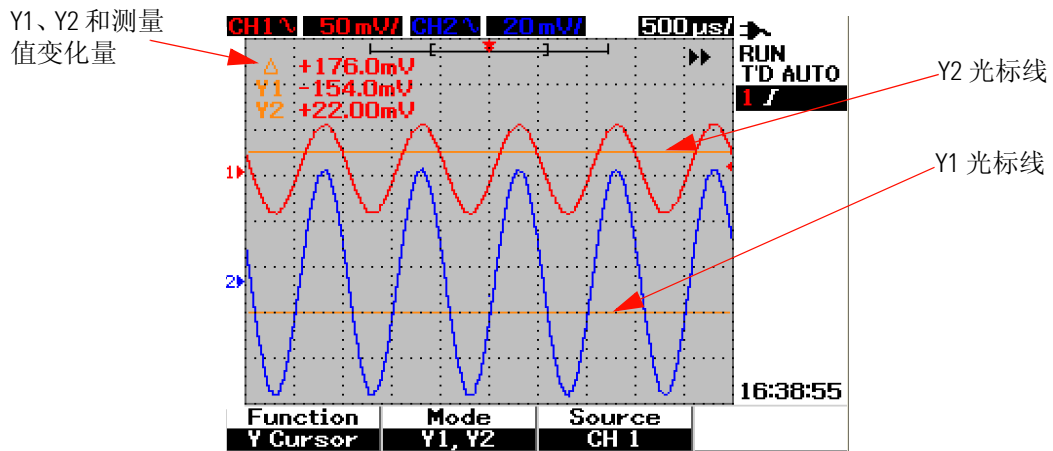 Y1、Y2 和测量
值变化量
CH1 50 mV/ CH2 20 mV/ 500 µs/
RUN
T'D AUTO
1
Δ +176.0mV
Y1 -154.0mV
Y2 +22.00mV
Y2 光标线
Y1 光标线
1
2
16:38:55
Function Mode Source
Y Cursor Y1, Y2 CH 1